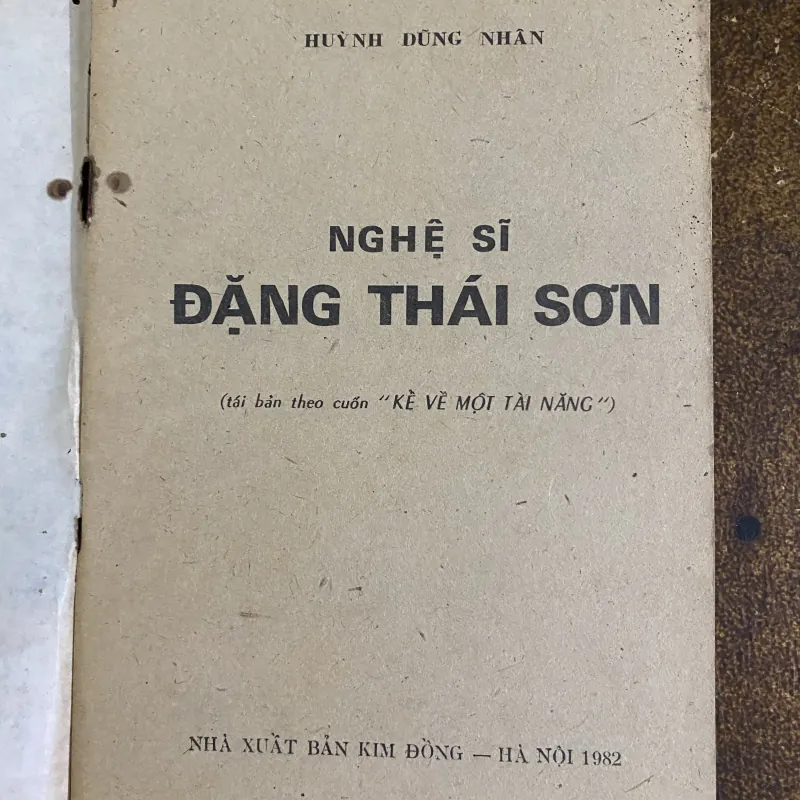 HUỲNH DŨNG NHÂN
NGHỆ SĨ
ĐẶNG THÁI SƠN
(tái bản theo cuốn "KỂ VỀ MỘT TÀI NĂNG")
NHÀ XUẤT BẢN KIM ĐỒNG — HÀ NỘI 1982